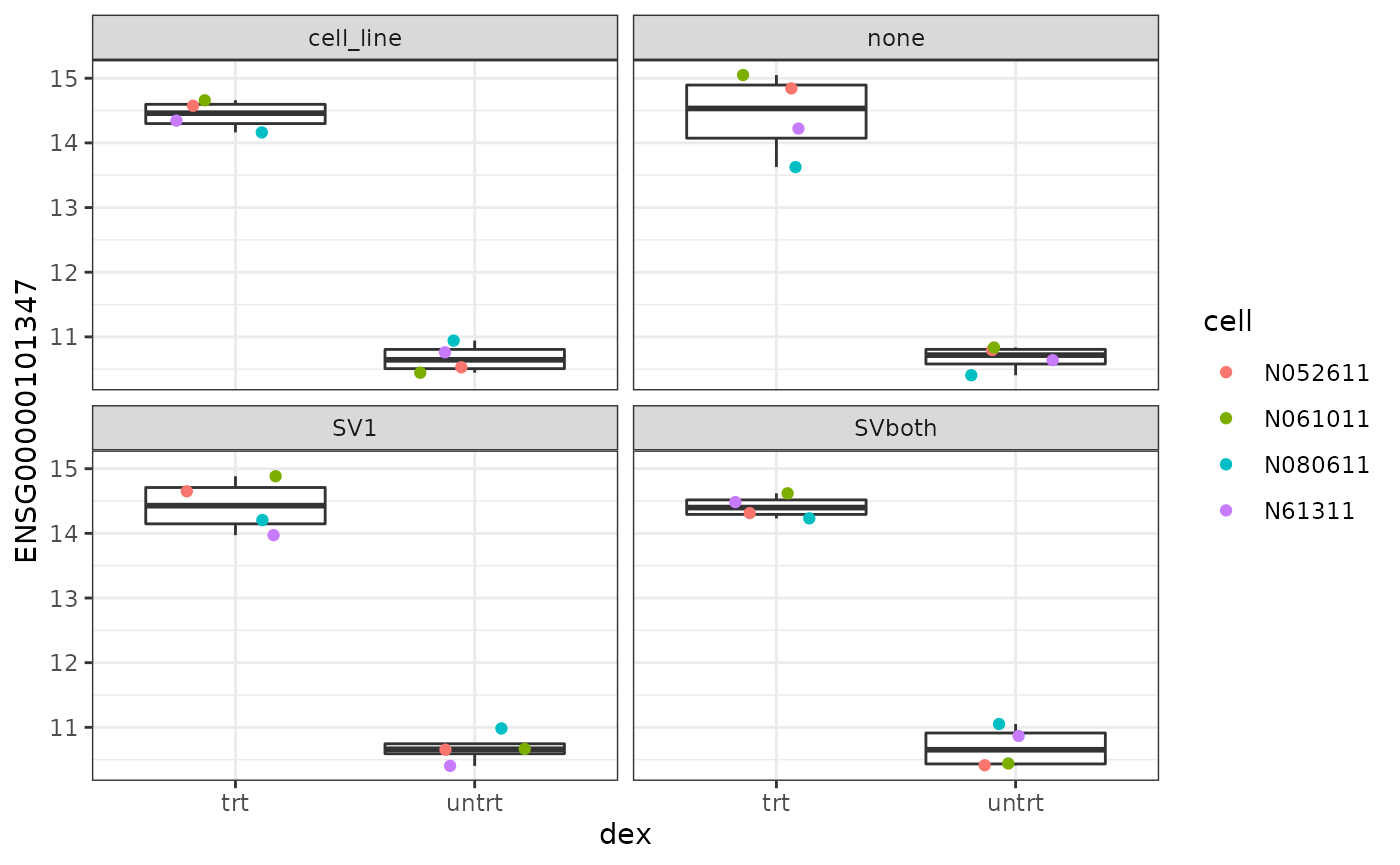 cell_line
none
15
14
13
12
11
SV1
SVboth
15
14
13
12
11
trt
untrt
trt
untrt
dex
ENSG00000101347
cell
N052611
N061011
N080611
N61311